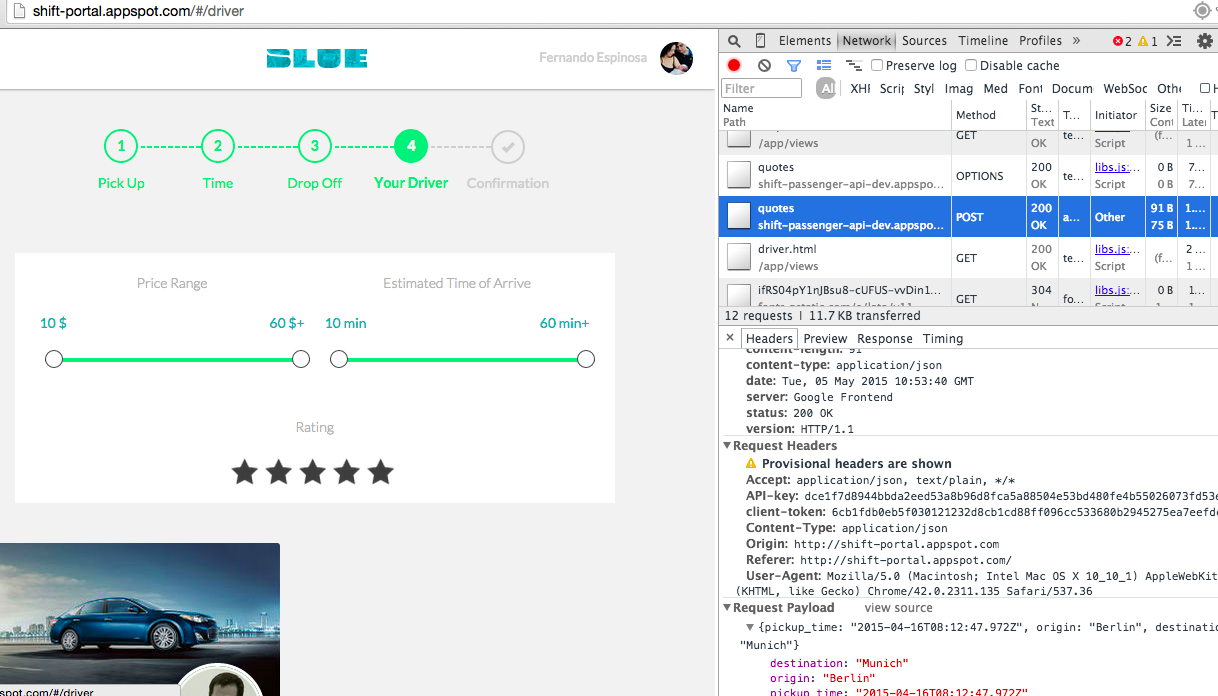 shift-portal.appspot.com/#/driver
BLUE
Fernando Espinosa
1 2 3 4
Pick Up Time Drop Off Your Driver Confirmation
Price Range Estimated Time of Arrive
10 $ 60 $+ 10 min 60 min+
Rating
spot.com/#/driver
Elements Network Sources Timeline Profiles » 2 1
Preserve log Disable cache
Filter All XHR Scrip Styl Imag Med Font Docum WebSoc Othe H
Name Method St... T... Initiator Size Ti... T
Path Text Cont Later
GET te... (f...
/app/views OK Script 1 ...
quotes OPTIONS 200 te... libs.js:... 0 B 7...
shift-passenger-api-dev.appspo... OK Script 0 B 7...
quotes POST 200 a... Other 91 B 1....
shift-passenger-api-dev.appspo... OK 75 B 1....
driver.html GET 200 te... libs.js:... (f... 2 ...
/app/views OK Script 1 ...
ifRS04pY1nJBsu8-cUFUS-vvDin1... GET 304 fo... libs.js:... 0 B 1...
Script
12 requests | 11.7 KB transferred
× Headers Preview Response Timing
content-length: 91
content-type: application/json
date: Tue, 05 May 2015 10:53:40 GMT
server: Google Frontend
status: 200 OK
version: HTTP/1.1
Request Headers
Provisional headers are shown
Accept: application/json, text/plain, */*
API-key: dce1f7d8944bbda2eed53a8b96d8fca5a88504e53bd480fe4b55026073fd53e
client-token: 6cb1fdb0eb5f030121232d8cb1cd88ff096cc533680b2945275ea7eefd
Content-Type: application/json
Origin: http://shift-portal.appspot.com
Referer: http://shift-portal.appspot.com/
User-Agent: Mozilla/5.0 (Macintosh; Intel Mac OS X 10_10_1) AppleWebKit
(KHTML, like Gecko) Chrome/42.0.2311.135 Safari/537.36
Request Payload view source
{pickup_time: "2015-04-16T08:12:47.972Z", origin: "Berlin", destinatio
"Munich"}
destination: "Munich"
origin: "Berlin"
pickup_time: "2015-04-16T08:12:47.972Z"